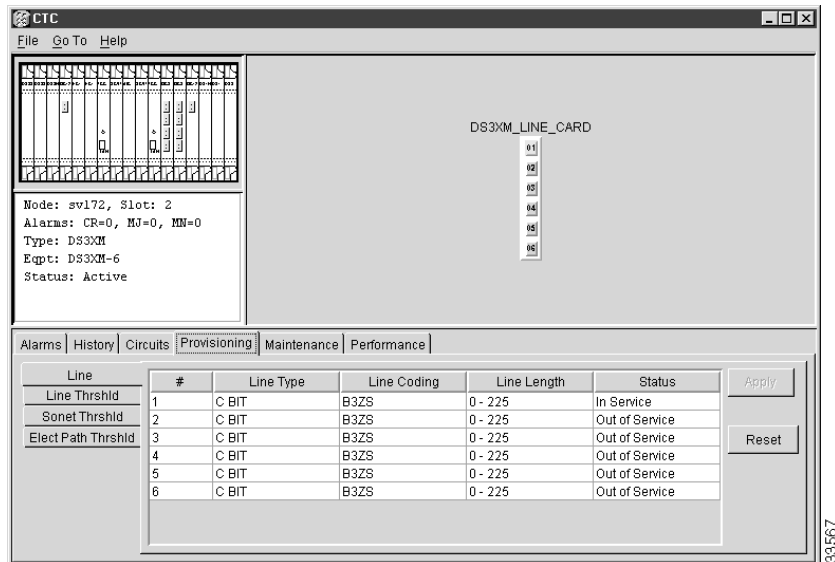 CTC
File Go To Help
DS3XM_LINE_CARD
01
02
03
04
05
06
Node: sv172, Slot: 2
Alarms: CR=0, MJ=0, MN=0
Type: DS3XM
Eqpt: DS3XM-6
Status: Active
Alarms History Circuits Provisioning Maintenance Performance
Line
Line Thrshld
Sonet Thrshld
Elect Path Thrshld
# Line Type Line Coding Line Length Status
1 C BIT B3ZS 0 - 225 In Service
2 C BIT B3ZS 0 - 225 Out of Service
3 C BIT B3ZS 0 - 225 Out of Service
4 C BIT B3ZS 0 - 225 Out of Service
5 C BIT B3ZS 0 - 225 Out of Service
6 C BIT B3ZS 0 - 225 Out of Service
Apply
Reset
33567